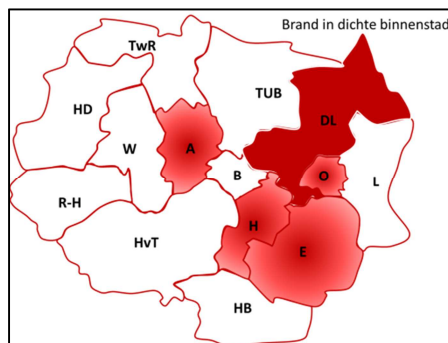 Brand in dichte binnenstad
TwR
HD
TUB
DL
W
A
B
O
L
R-H
H
HvT
E
HB